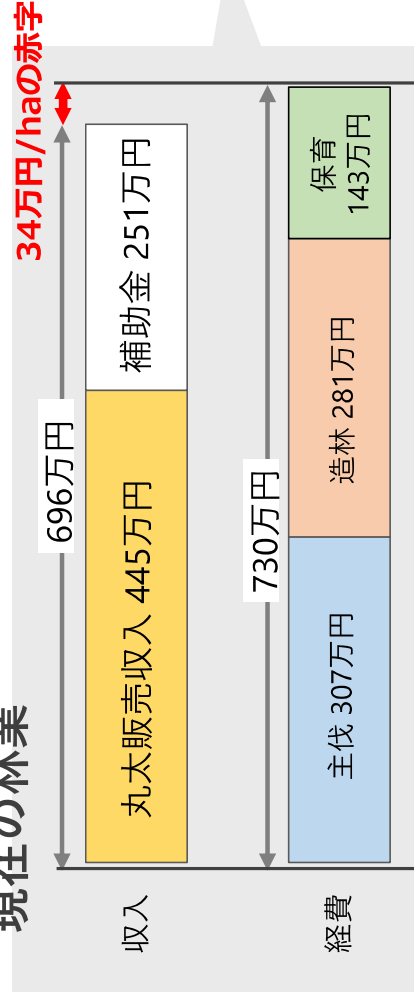 現在の林業
34万円/haの赤字
696万円
収入
丸太販売収入 445万円
補助金 251万円
730万円
経費
主伐 307万円
造林 281万円
保育
143万円